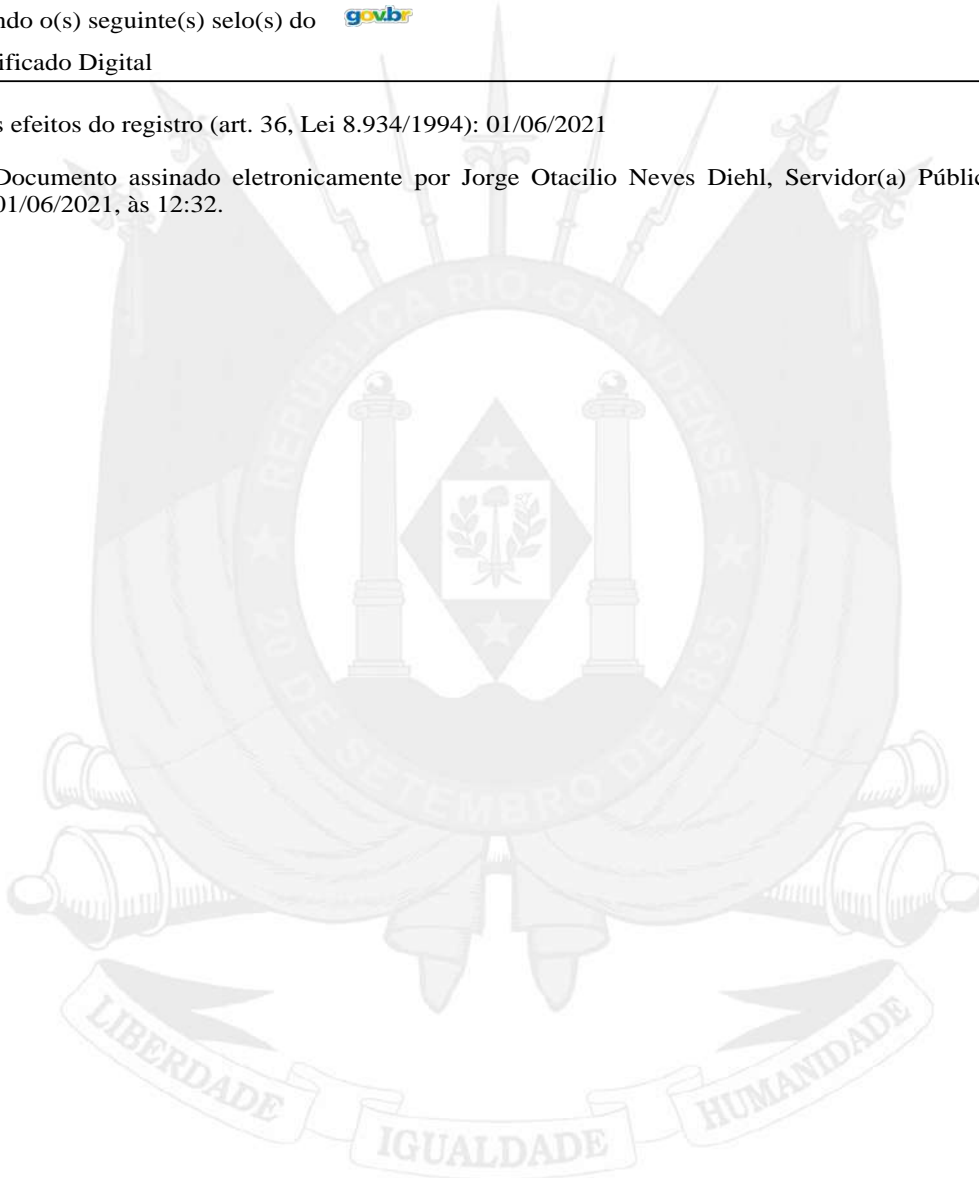 ndo o(s) seguinte(s) selo(s) do gov.br
ificado Digital
s efeitos do registro (art. 36, Lei 8.934/1994): 01/06/2021
Documento assinado eletronicamente por Jorge Otacilio Neves Diehl, Servidor(a) Públic
01/06/2021, às 12:32.
REPÚBLICA RIO-GRANDENSE
20 DE SETEMBRO DE 1835
LIBERDADE
IGUALDADE
HUMANIDADE